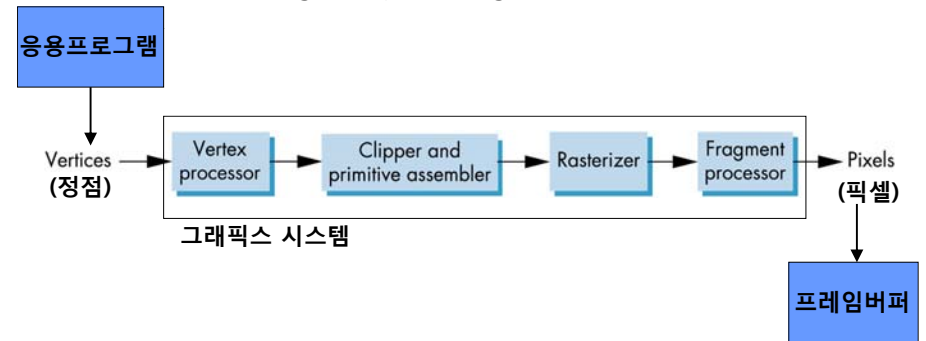 응용프로그램
Vertices
(정점)
Vertex
processor
Clipper and
primitive assembler
Rasterizer
Fragment
processor
Pixels
(픽셀)
그래픽스 시스템
프레임버퍼